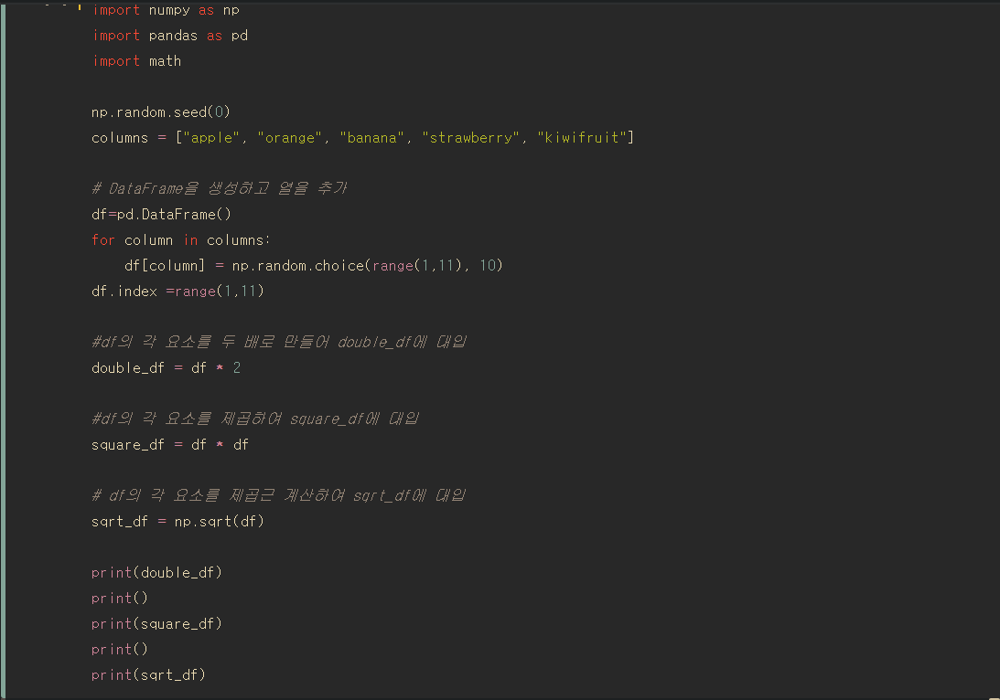 import numpy as np
import pandas as pd
import math
np.random.seed(0)
columns = ["apple", "orange", "banana", "strawberry", "kiwifruit"]
# DataFrame을 생성하고 열을 추가
df=pd.DataFrame()
for column in columns:
    df[column] = np.random.choice(range(1,11), 10)
df.index =range(1,11)
#df의 각 요소를 두 배로 만들어 double_df에 대입
double_df = df * 2
#df의 각 요소를 제곱하여 square_df에 대입
square_df = df * df
# df의 각 요소를 제곱근 계산하여 sqrt_df에 대입
sqrt_df = np.sqrt(df)
print(double_df)
print()
print(square_df)
print()
print(sqrt_df)